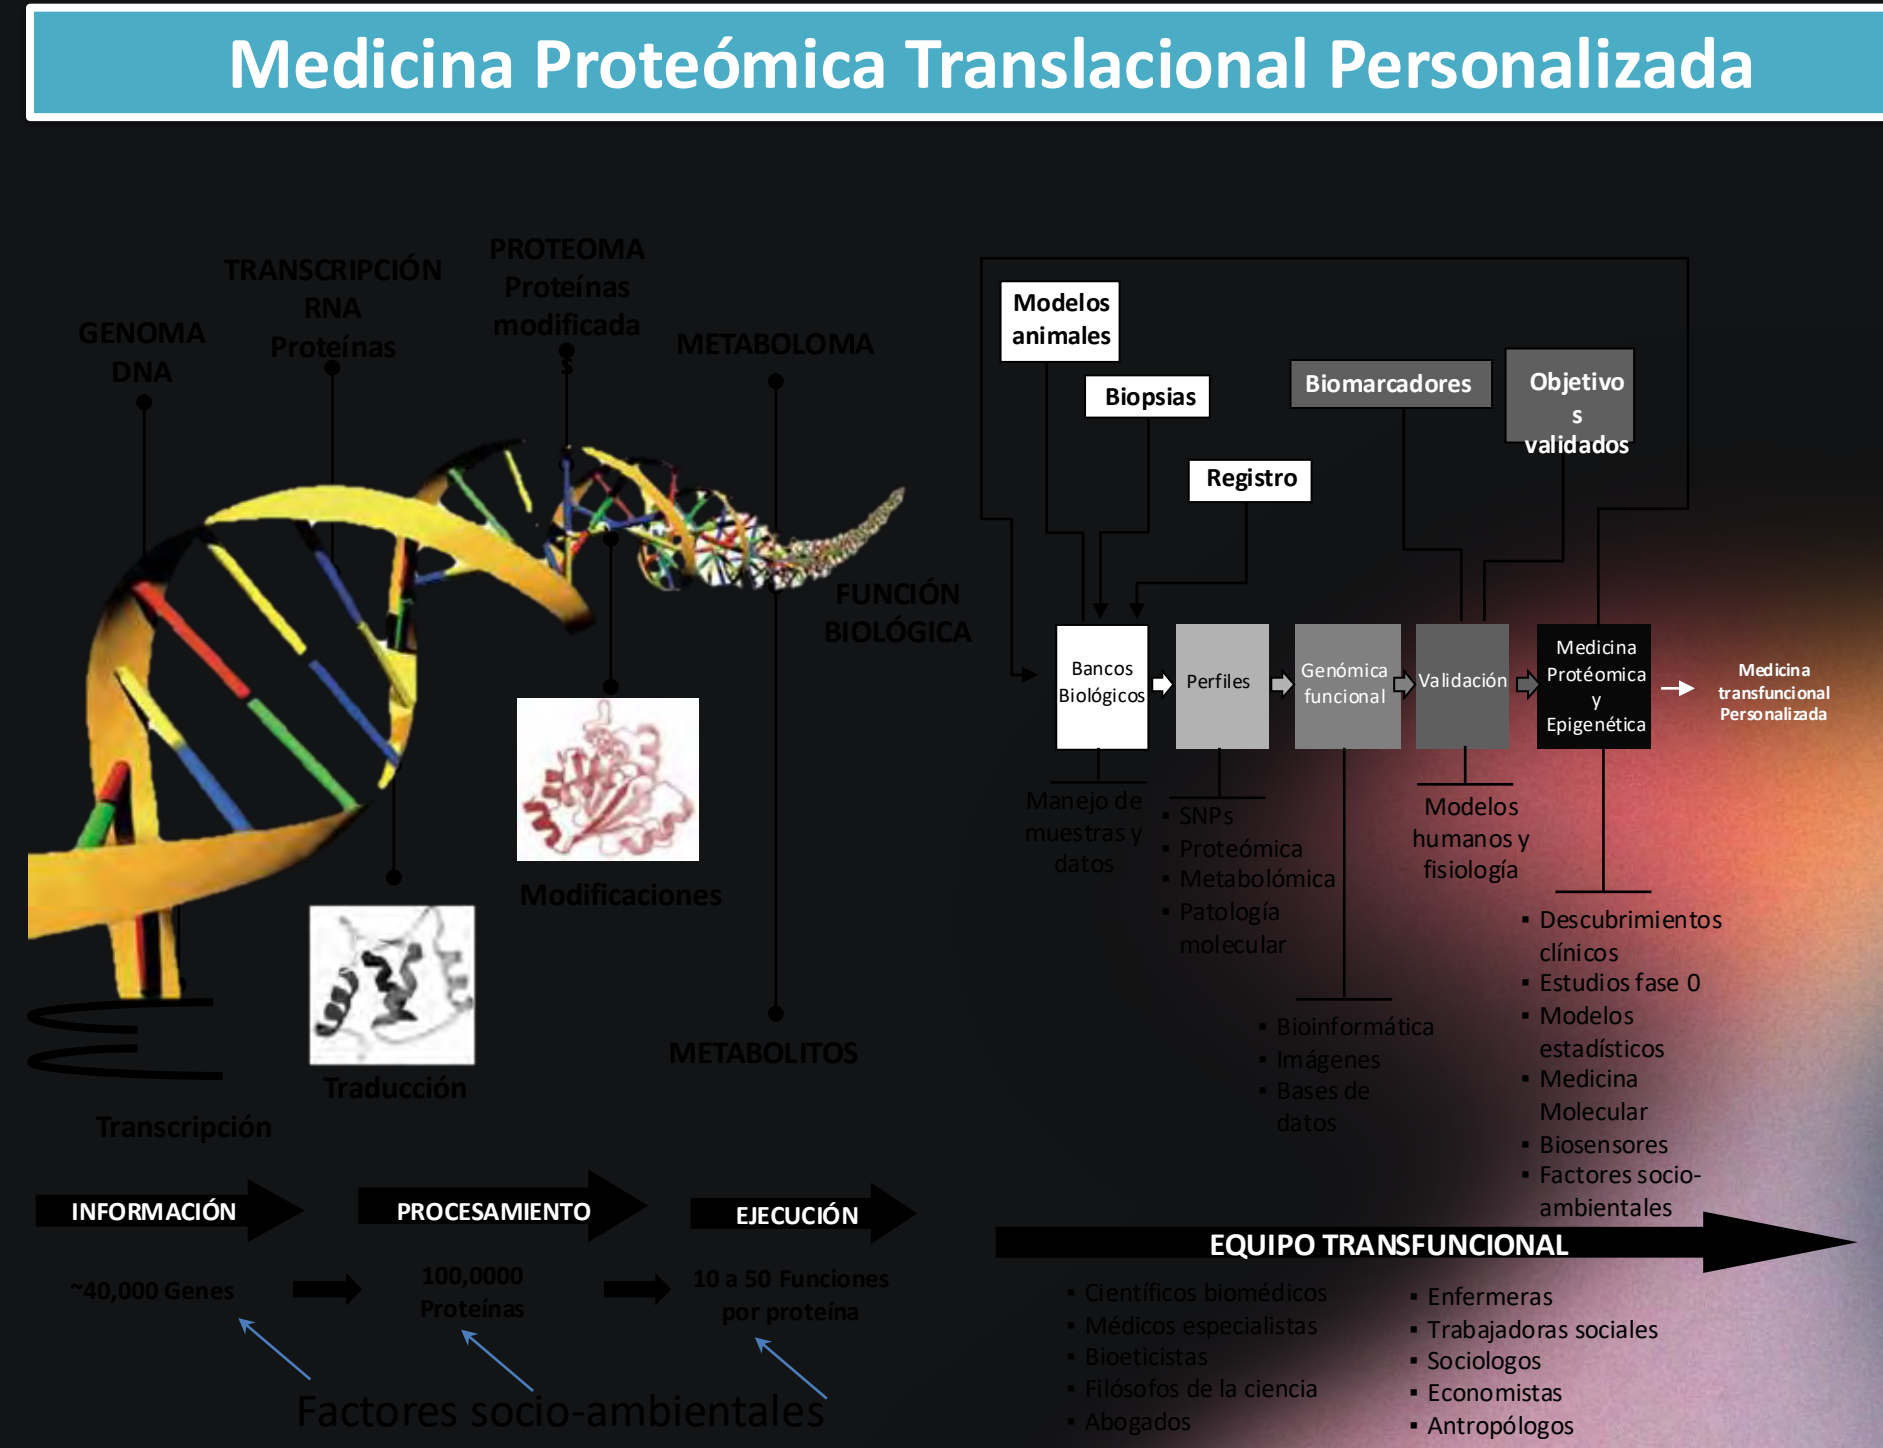 Medicina Proteómica Translacional Personalizada
GENOMA
DNA
TRANSCRIPCIÓN
RNA
Proteínas
PROTEOMA
Proteínas
modificada
s
METABOLOMA
FUNCIÓN
BIOLÓGICA
Modificaciones
Traducción
METABOLITOS
Transcripción
INFORMACIÓN
PROCESAMIENTO
EJECUCIÓN
~40,000 Genes
100,0000
Proteínas
10 a 50 Funciones
por proteína
Factores socio-ambientales
Modelos
animales
Biopsias
Registro
Biomarcadores
Objetivo
s
validados
Bancos
Biológicos
Perfiles
Genómica
funcional
Validación
Medicina
Protéomica
y
Epigenética
Medicina
transfuncional
Personalizada
Manejo de
muestras y
datos
▪ SNPs
▪ Proteómica
▪ Metabolómica
▪ Patología
molecular
▪ Bioinformática
▪ Imágenes
▪ Bases de
datos
Modelos
humanos y
fisiología
▪ Descubrimientos
clínicos
▪ Estudios fase 0
▪ Modelos
estadísticos
▪ Medicina
Molecular
▪ Biosensores
▪ Factores socio-
ambientales
EQUIPO TRANSFUNCIONAL
▪ Científicos biomédicos
▪ Médicos especialistas
▪ Bioeticistas
▪ Filósofos de la ciencia
▪ Abogados
▪ Enfermeras
▪ Trabajadoras sociales
▪ Sociologos
▪ Economistas
▪ Antropólogos